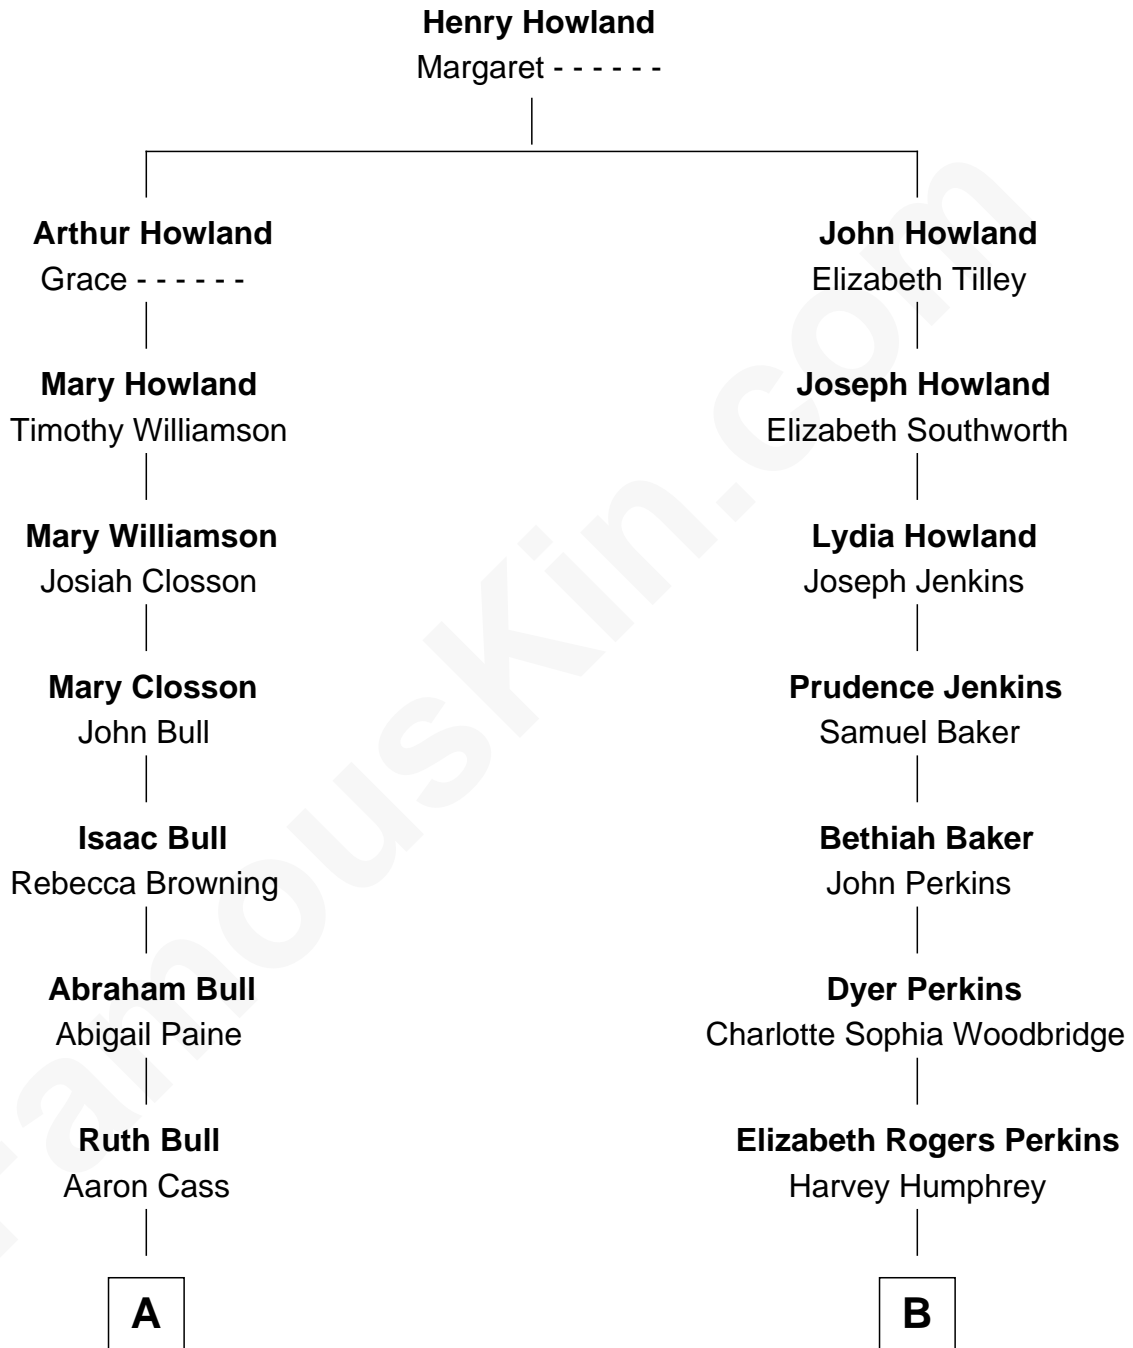 Henry Howland
Margaret - - - - - -
Arthur Howland
Grace - - - - - -
John Howland
Elizabeth Tilley
Mary Howland
Timothy Williamson
Joseph Howland
Elizabeth Southworth
Mary Williamson
Josiah Closson
Lydia Howland
Joseph Jenkins
Mary Closson
John Bull
Prudence Jenkins
Samuel Baker
Isaac Bull
Rebecca Browning
Bethiah Baker
John Perkins
Abraham Bull
Abigail Paine
Dyer Perkins
Charlotte Sophia Woodbridge
Ruth Bull
Aaron Cass
Elizabeth Rogers Perkins
Harvey Humphrey
A
B
FamousKin.com